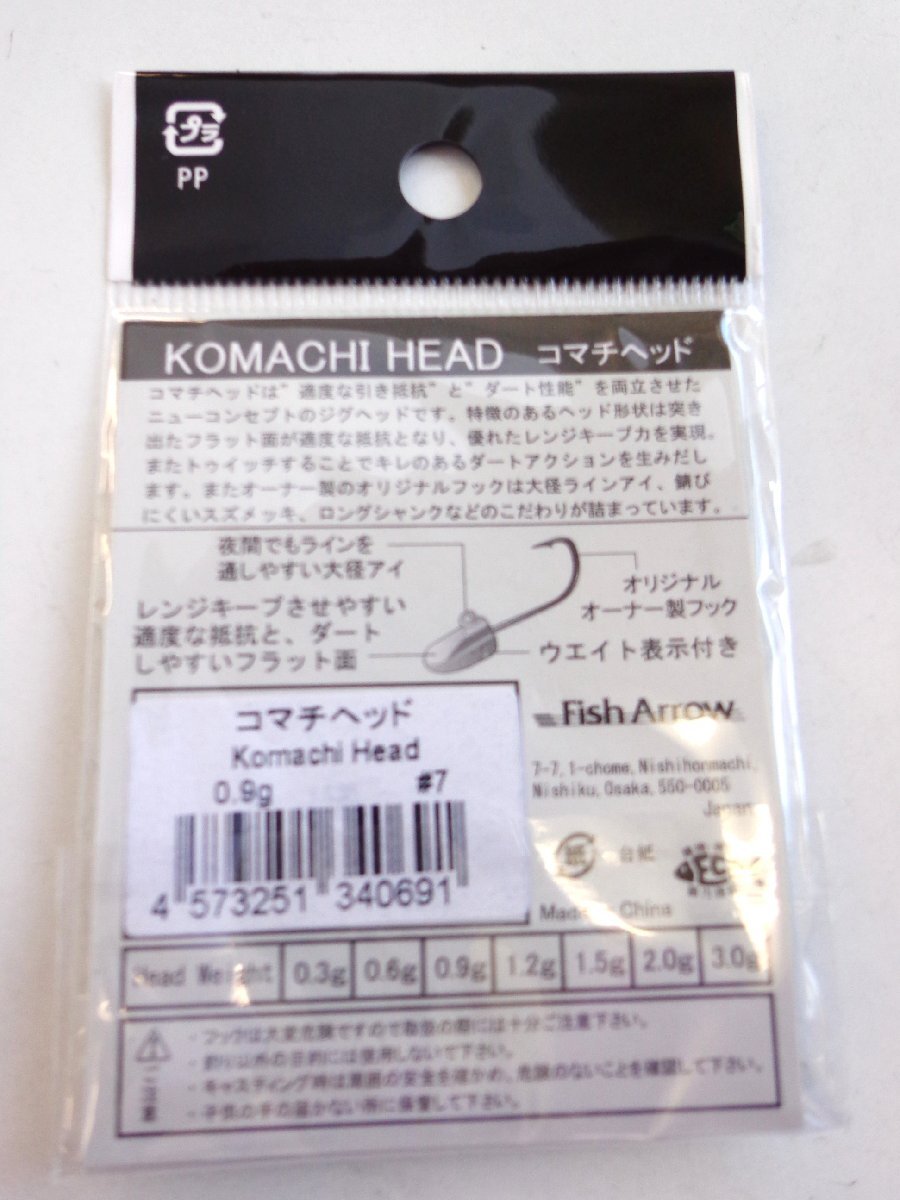 プラ
PP
KOMACHI HEAD コマチヘッド
コマチヘッドは"適度な引き抵抗"と"ダート性能"を両立させた
ニューコンセプトのジグヘッドです。特徴のあるヘッド形状は突き
出たフラット面が適度な抵抗となり、優れたレンジキープ力を実現。
またトゥイッチすることでキレのあるダートアクションを生みだし
ます。またオーナー製のオリジナルフックは大径ラインアイ、錆び
にくいスズメッキ、ロングシャンクなどのこだわりが詰まっています。
夜間でもラインを
通しやすい大径アイ
オリジナル
オーナー製フック
レンジキープさせやすい
適度な抵抗と、ダート
しやすいフラット面
ウエイト表示付き
コマチヘッド
Komachi Head
0.9g #7
4 573251 340691
Fish Arrow
7-7, 1-chome, Nishihonmachi,
Nishiku, Osaka, 550-0005
Japan
紙 台紙
Made in China
Head Weight 0.3g 0.6g 0.9g 1.2g 1.5g 2.0g 3.0g
ご注意
・フックは大変危険ですので取扱の際には十分ご注意下さい。
・釣り以外の目的には使用しないで下さい。
・キャスティング時は周囲の安全を確かめ、危険のないことを確認して下さい。
・子供の手の届かない所に保管して下さい。